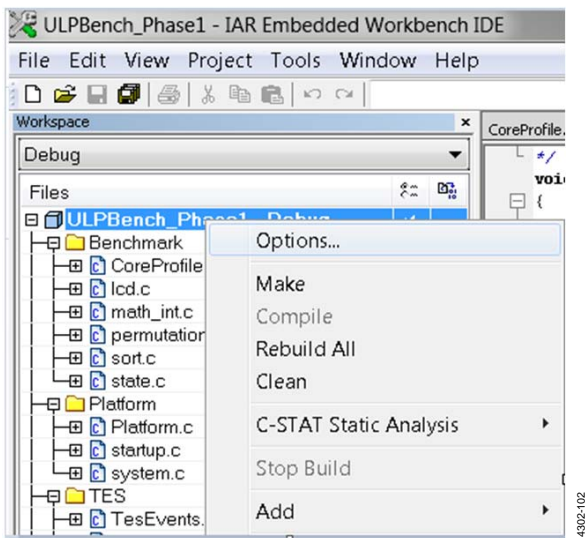 ULPBench_Phase1 - IAR Embedded Workbench IDE
File Edit View Project Tools Window Help
Workspace
CoreProfile.
Debug
*/
Files
{
ULPBench_Phase1 - Debug
Benchmark
CoreProfile
lcd.c
math_int.c
permutation
sort.c
state.c
Platform
Platform.c
startup.c
system.c
TES
TesEvents.
Options...
Make
Compile
Rebuild All
Clean
C-STAT Static Analysis
Stop Build
Add
4302-102